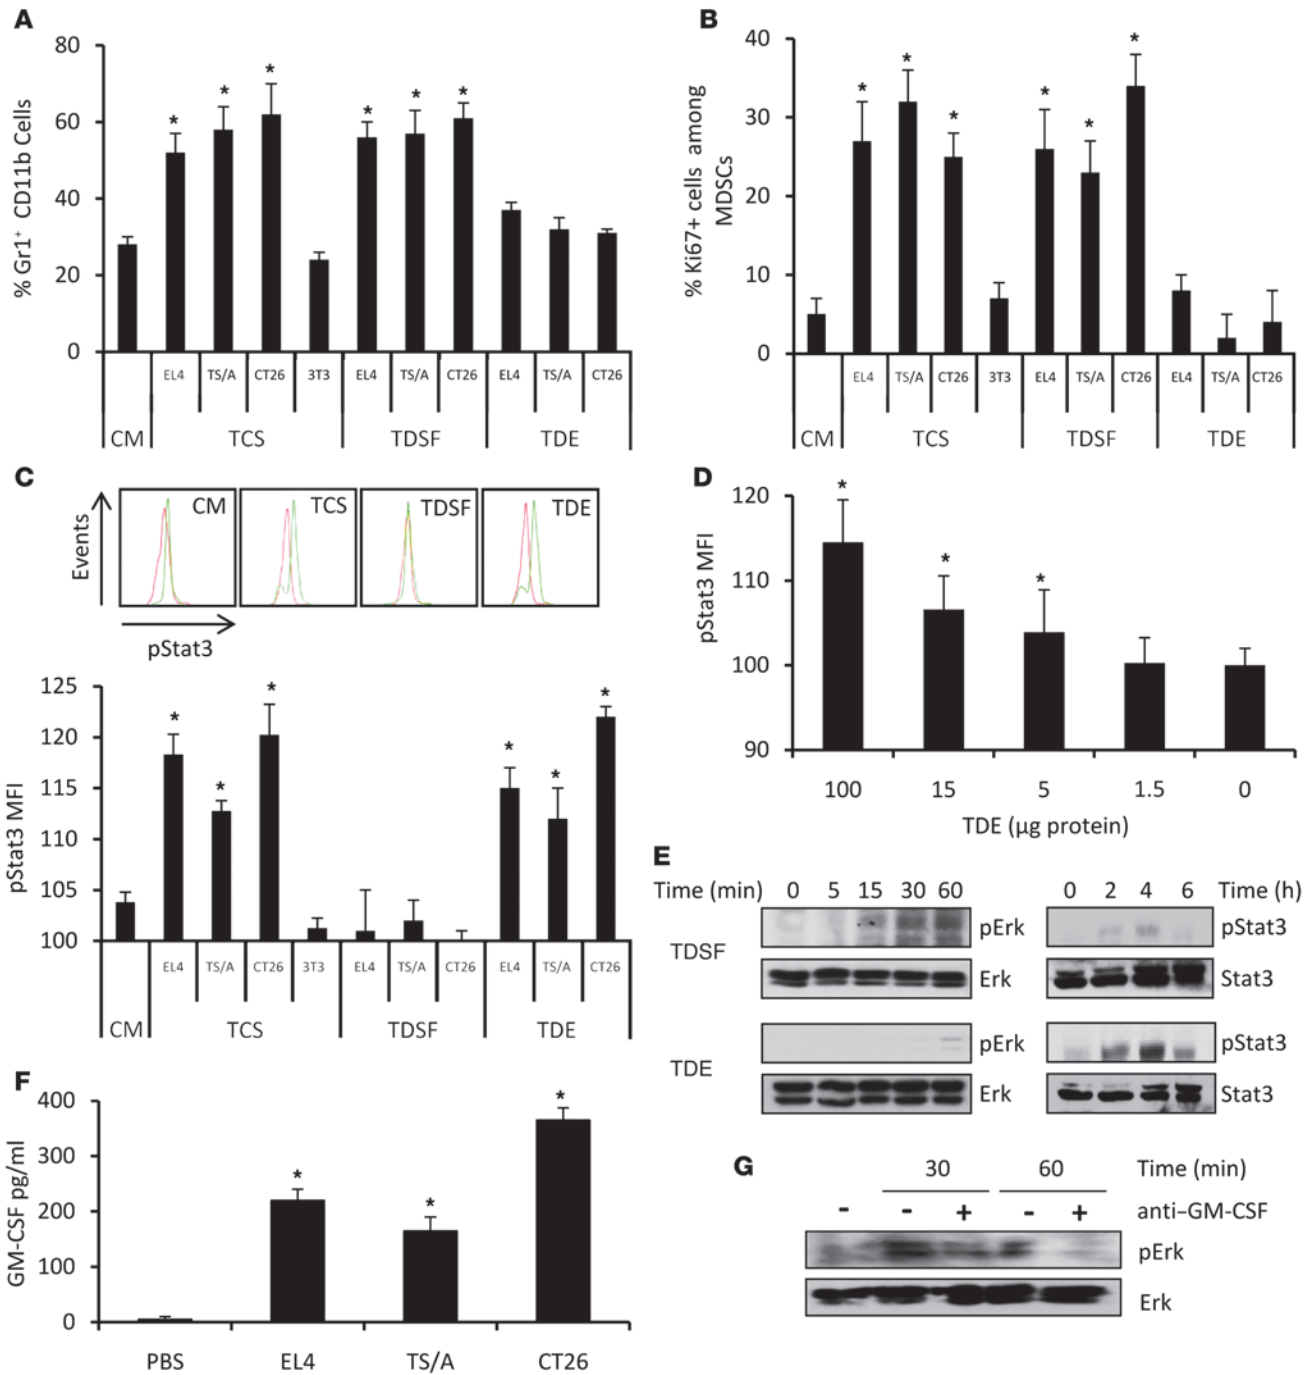 A
% Gr1⁺ CD11b Cells
80
60
40
20
0
EL4 TS/A CT26 3T3 EL4 TS/A CT26 EL4 TS/A CT26
CM TCS TDSF TDE
* * * * * *
B
% Ki67+ cells among
MDSCs
40
30
20
10
0
EL4 TS/A CT26 3T3 EL4 TS/A CT26 EL4 TS/A CT26
CM TCS TDSF TDE
* * * * * *
C
Events
CM TCS TDSF TDE
pStat3
pStat3 MFI
125
120
115
110
105
100
EL4 TS/A CT26 3T3 EL4 TS/A CT26 EL4 TS/A CT26
CM TCS TDSF TDE
* * * * * *
D
pStat3 MFI
120
110
100
90
* * *
100 15 5 1.5 0
TDE (µg protein)
E
Time (min) 0 5 15 30 60
0 2 4 6 Time (h)
TDSF
pErk
pStat3
Erk
Stat3
TDE
pErk
pStat3
Erk
Stat3
F
GM-CSF pg/ml
400
300
200
100
0
* * *
PBS EL4 TS/A CT26
G
30 60 Time (min)
- - + - + anti–GM-CSF
pErk
Erk